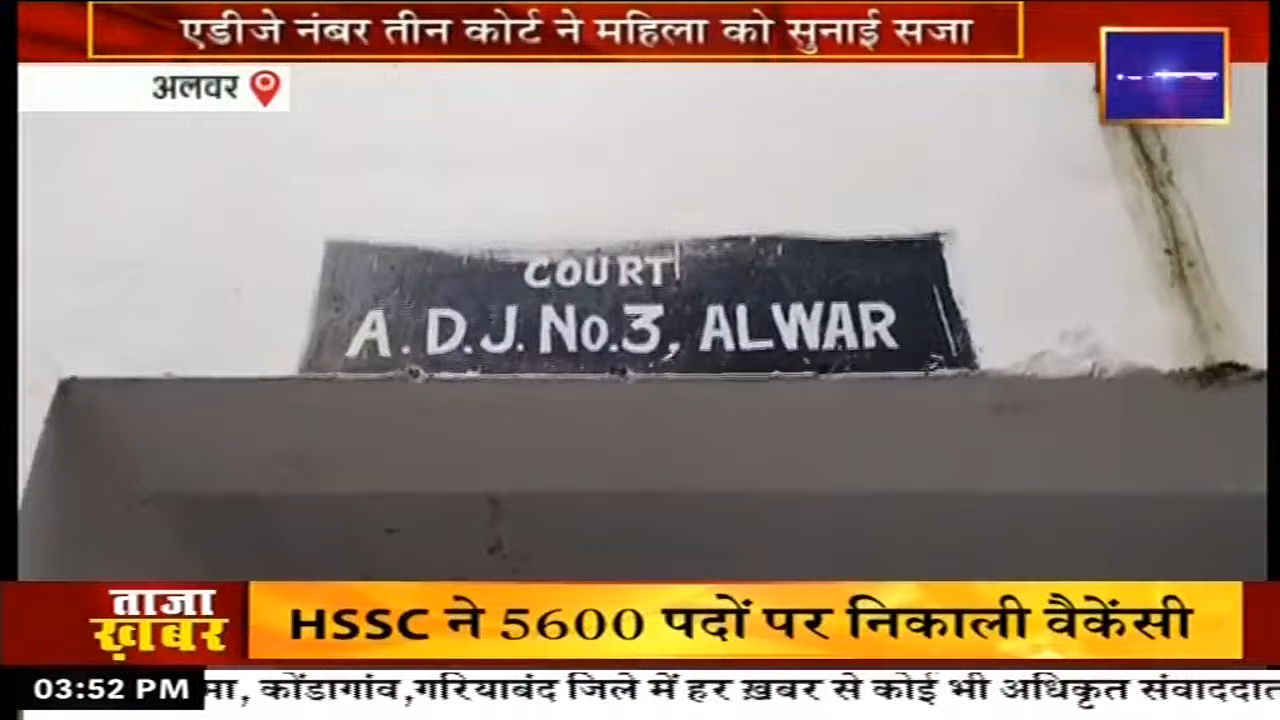 एडीजे नंबर तीन कोर्ट ने महिला को सुनाई सजा
अलवर
COURT
A.D.J. No.3, ALWAR
ताजा
ख़बर
HSSC ने 5600 पदों पर निकाली वैकेंसी
03:52 PM
कोंडागांव,गरियाबंद जिले में हर ख़बर से कोई भी अधिकृत